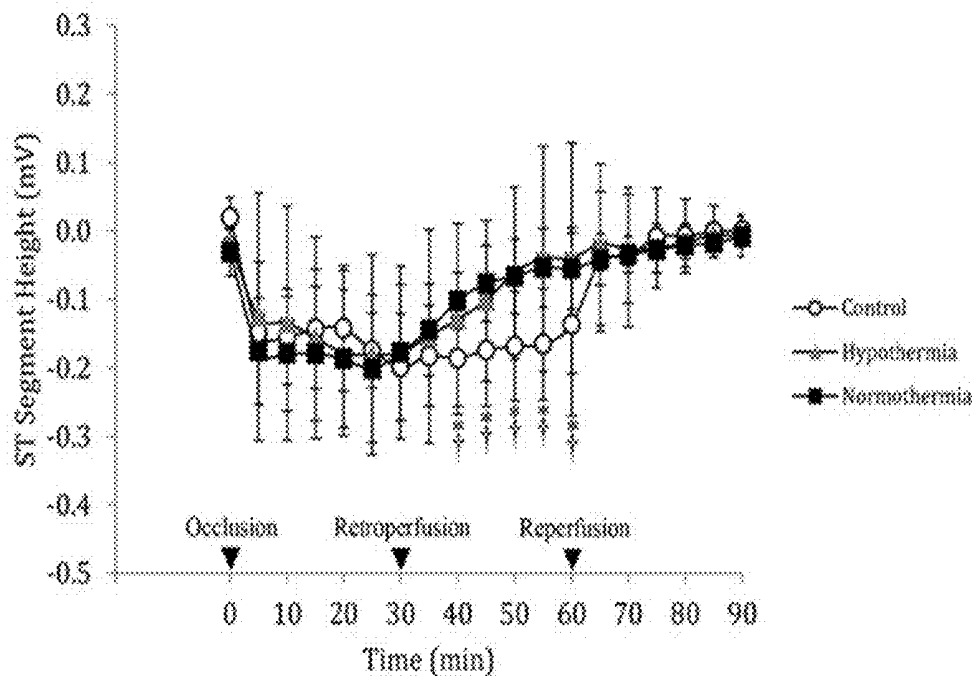 0.3
0.2
0.1
0.0
-0.1
-0.2
-0.3
-0.4
-0.5
ST Segment Height (mV)
Control
Hypothermia
Normothermia
Occlusion Retroperfusion Reperfusion
0 10 20 30 40 50 60 70 80 90
Time (min)